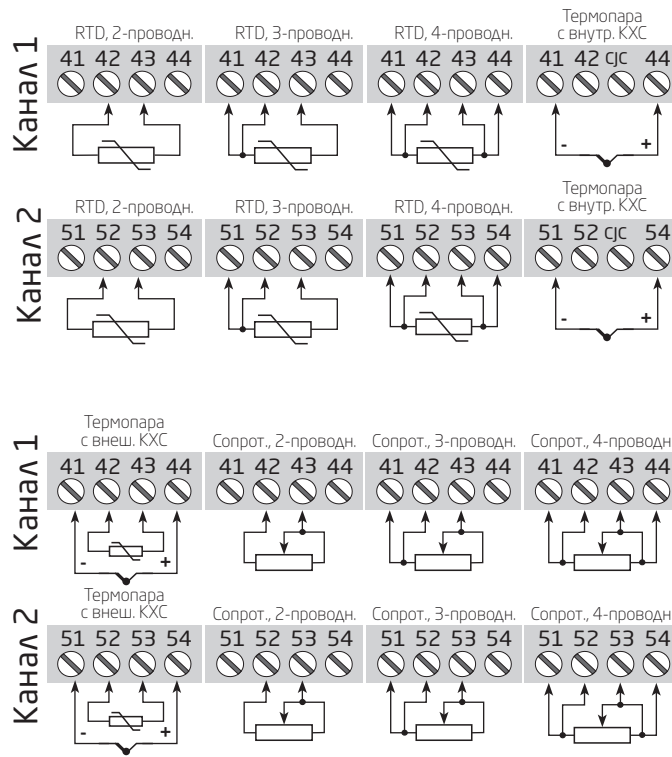 Канал 1
RTD, 2-проводн. RTD, 3-проводн. RTD, 4-проводн. Термопара
с внутр. КХС
41 42 43 44 41 42 43 44 41 42 43 44 41 42 CJC 44
- +
Канал 2
RTD, 2-проводн. RTD, 3-проводн. RTD, 4-проводн. Термопара
с внутр. КХС
51 52 53 54 51 52 53 54 51 52 53 54 51 52 CJC 54
- +
Канал 1
Термопара
с внеш. КХС Сопрот., 2-проводн. Сопрот., 3-проводн. Сопрот., 4-проводн
41 42 43 44 41 42 43 44 41 42 43 44 41 42 43 44
- +
Канал 2
Термопара
с внеш. КХС Сопрот., 2-проводн. Сопрот., 3-проводн. Сопрот., 4-проводн
51 52 53 54 51 52 53 54 51 52 53 54 51 52 53 54
- +